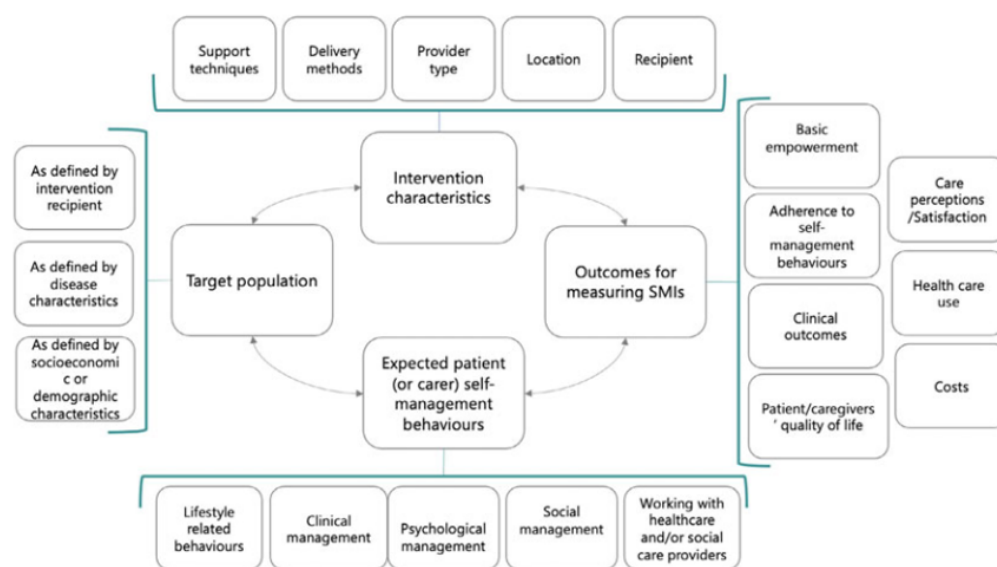 Support
techniques
Delivery
methods
Provider
type
Location
Recipient
Intervention
characteristics
As defined by
intervention
recipient
As defined by
disease
characteristics
As defined by
socioeconomi
c or
demographic
characteristics
Target population
Outcomes for
measuring SMIs
Expected patient
(or carer) self-
management
behaviours
Basic
empowerment
Adherence to
self-
management
behaviours
Clinical
outcomes
Patient/caregivers
' quality of life
Care
perceptions
/Satisfaction
Health care
use
Costs
Lifestyle
related
behaviours
Clinical
management
Psychological
management
Social
management
Working with
healthcare
and/or social
care providers